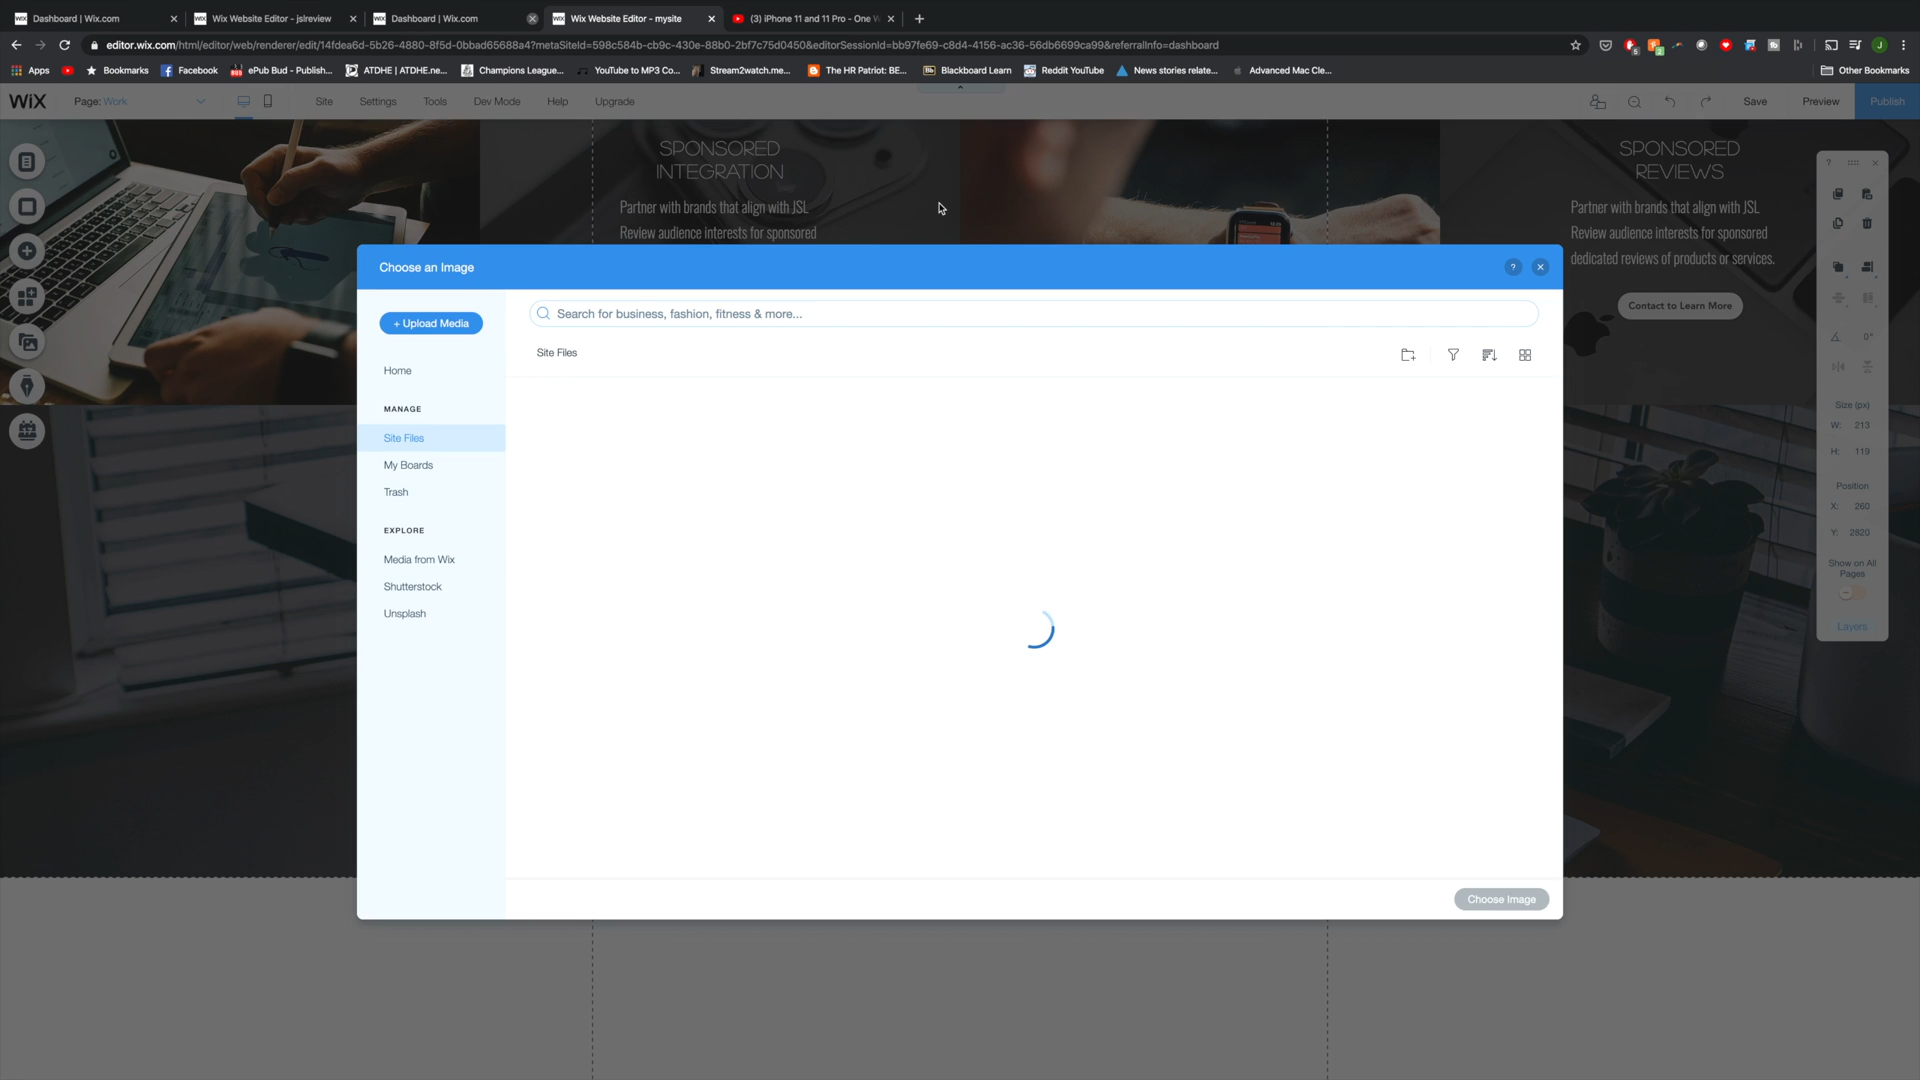 Dashboard | Wix.com
Wix Website Editor - jslreview
Dashboard | Wix.com
Wix Website Editor - mysite
(3) iPhone 11 and 11 Pro - One
editor.wix.com/html/editor/web/renderer/edit/14fdea6d-5b26-4880-8f5d-0bbad65688a4?metaSiteId=598c584b-cb9c-430e-88b0-2bf7c75d0450&editorSessionId=bb97fe69-c8d4-4156-ac36-56db6699ca99&referralInfo=dashboard
Apps
Bookmarks
Facebook
ePub Bud - Publish...
ATDHE | ATDHE.ne...
Champions League...
YouTube to MP3 Co...
Stream2watch.me...
The HR Patriot: BE...
Blackboard Learn
Reddit YouTube
News stories relate...
Advanced Mac Cle...
Other Bookmarks
WiX
Page: Work
Site
Settings
Tools
Dev Mode
Help
Upgrade
Save
Preview
Publish
SPONSORED
INTEGRATION
Partner with brands that align with JSL
Review audience interests for sponsored
SPONSORED
REVIEWS
Partner with brands that align with JSL
Review audience interests for sponsored
dedicated reviews of products or services.
Contact to Learn More
Choose an Image
?
+ Upload Media
Search for business, fashion, fitness & more...
Site Files
Home
MANAGE
Site Files
My Boards
Trash
EXPLORE
Media from Wix
Shutterstock
Unsplash
Choose Image
?
0°
Size (px)
W: 213
H: 119
Position
X: 260
Y: 2820
Show on All
Pages
Layers